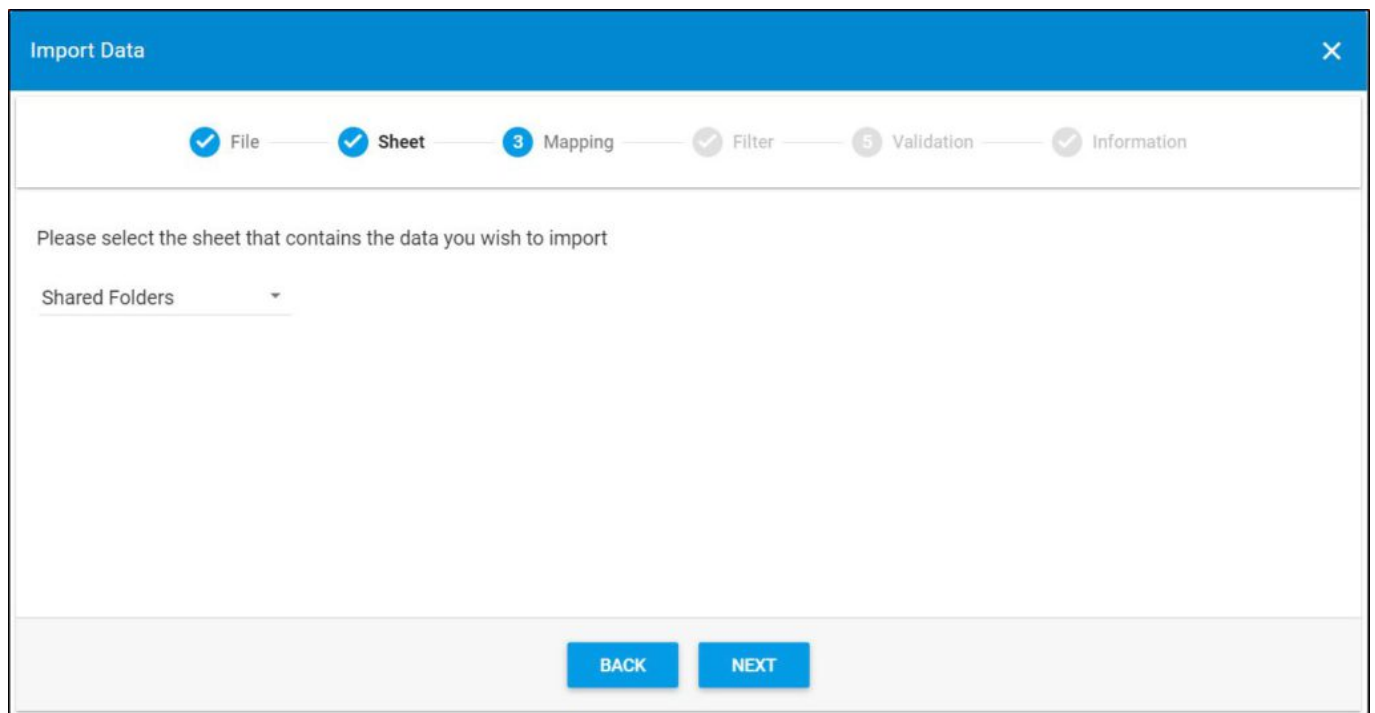 Import Data
File Sheet 3 Mapping Filter 5 Validation Information
Please select the sheet that contains the data you wish to import
Shared Folders
BACK NEXT